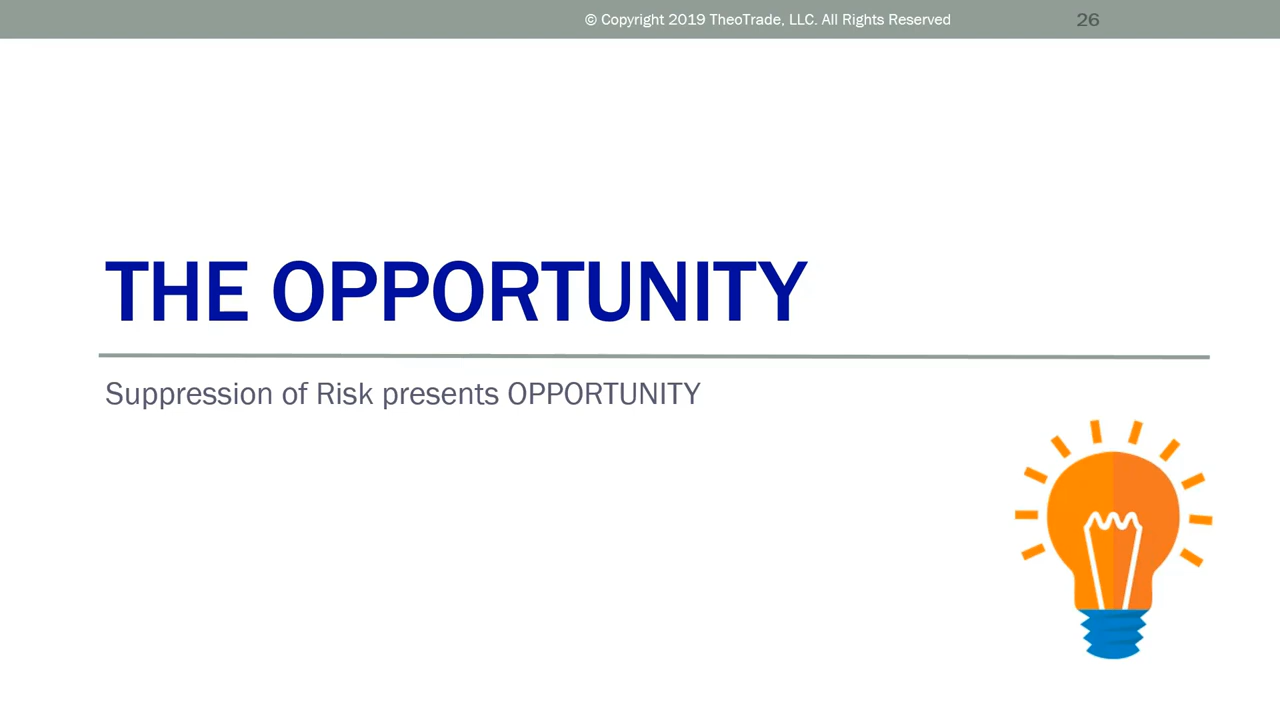 © Copyright 2019 TheoTrade, LLC. All Rights Reserved
26
THE OPPORTUNITY
Suppression of Risk presents OPPORTUNITY